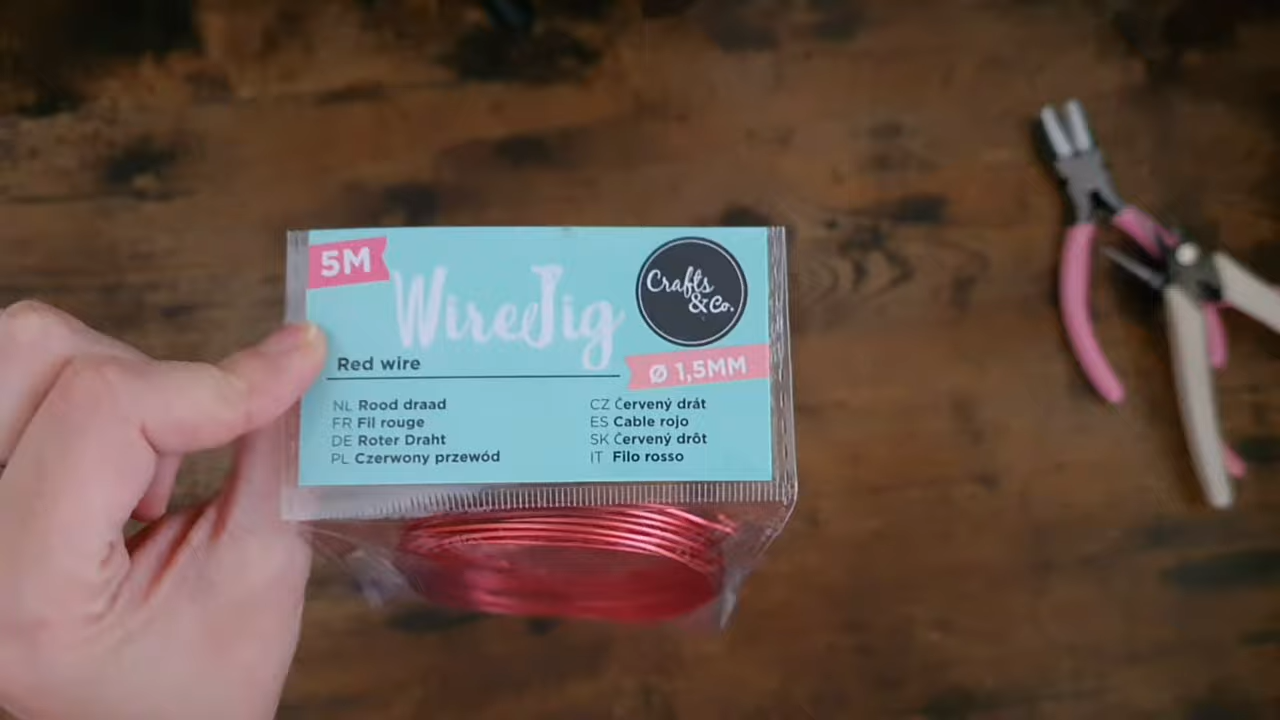 5M
WireJig
Crafts
& Co.
Red wire
Ø 1,5MM
NL Rood draad
FR Fil rouge
DE Roter Draht
PL Czerwony przewód
CZ Červený drát
ES Cable rojo
SK Červený drôt
IT Filo rosso